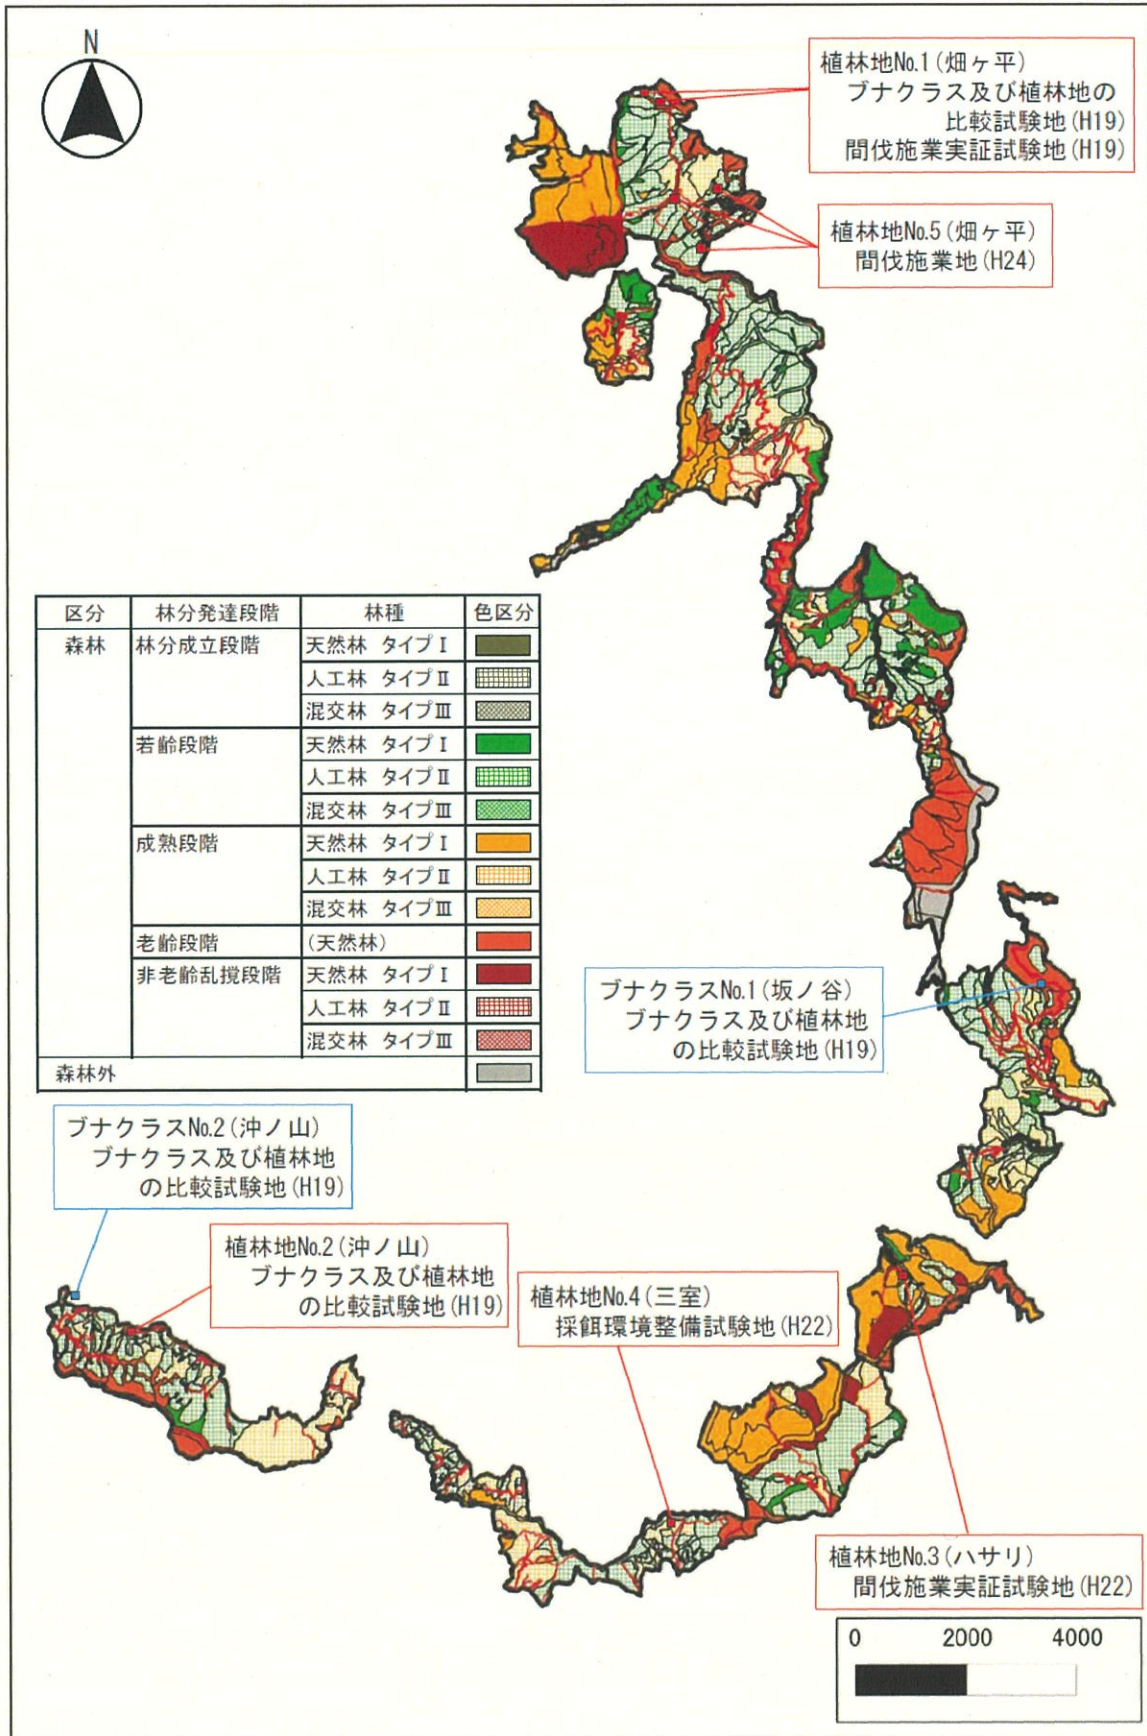 N
植林地No.1(畑ヶ平)
ブナクラス及び植林地の
比較試験地(H19)
間伐施業実証試験地(H19)
植林地No.5(畑ヶ平)
間伐施業地(H24)
区分 林分発達段階 林種 色区分
森林 林分成立段階 天然林 タイプⅠ
人工林 タイプⅡ
混交林 タイプⅢ
若齢段階 天然林 タイプⅠ
人工林 タイプⅡ
混交林 タイプⅢ
成熟段階 天然林 タイプⅠ
人工林 タイプⅡ
混交林 タイプⅢ
老齢段階 (天然林)
非老齢乱撹段階 天然林 タイプⅠ
人工林 タイプⅡ
混交林 タイプⅢ
森林外
ブナクラスNo.1(坂ノ谷)
ブナクラス及び植林地
の比較試験地(H19)
ブナクラスNo.2(沖ノ山)
ブナクラス及び植林地
の比較試験地(H19)
植林地No.2(沖ノ山)
ブナクラス及び植林地
の比較試験地(H19)
植林地No.4(三室)
採餌環境整備試験地(H22)
植林地No.3(ハサリ)
間伐施業実証試験地(H22)
0 2000 4000